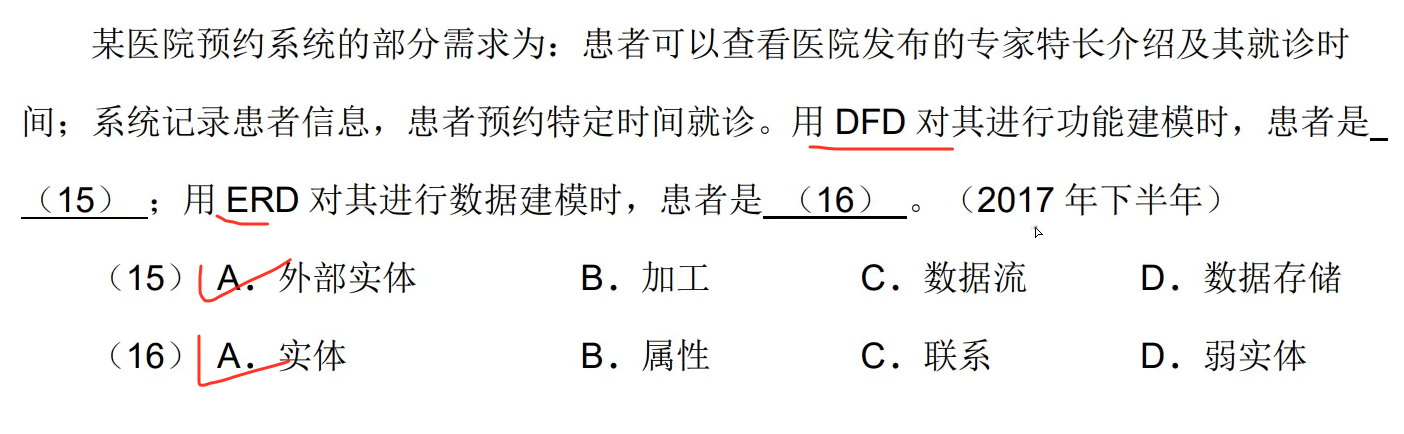 某医院预约系统的部分需求为：患者可以查看医院发布的专家特长介绍及其就诊时
间；系统记录患者信息，患者预约特定时间就诊。用 DFD 对其进行功能建模时，患者是_
（15） ；用 ERD 对其进行数据建模时，患者是 （16） 。（2017 年下半年）
（15） A．外部实体 B．加工 C．数据流 D．数据存储
（16） A．实体 B．属性 C．联系 D．弱实体